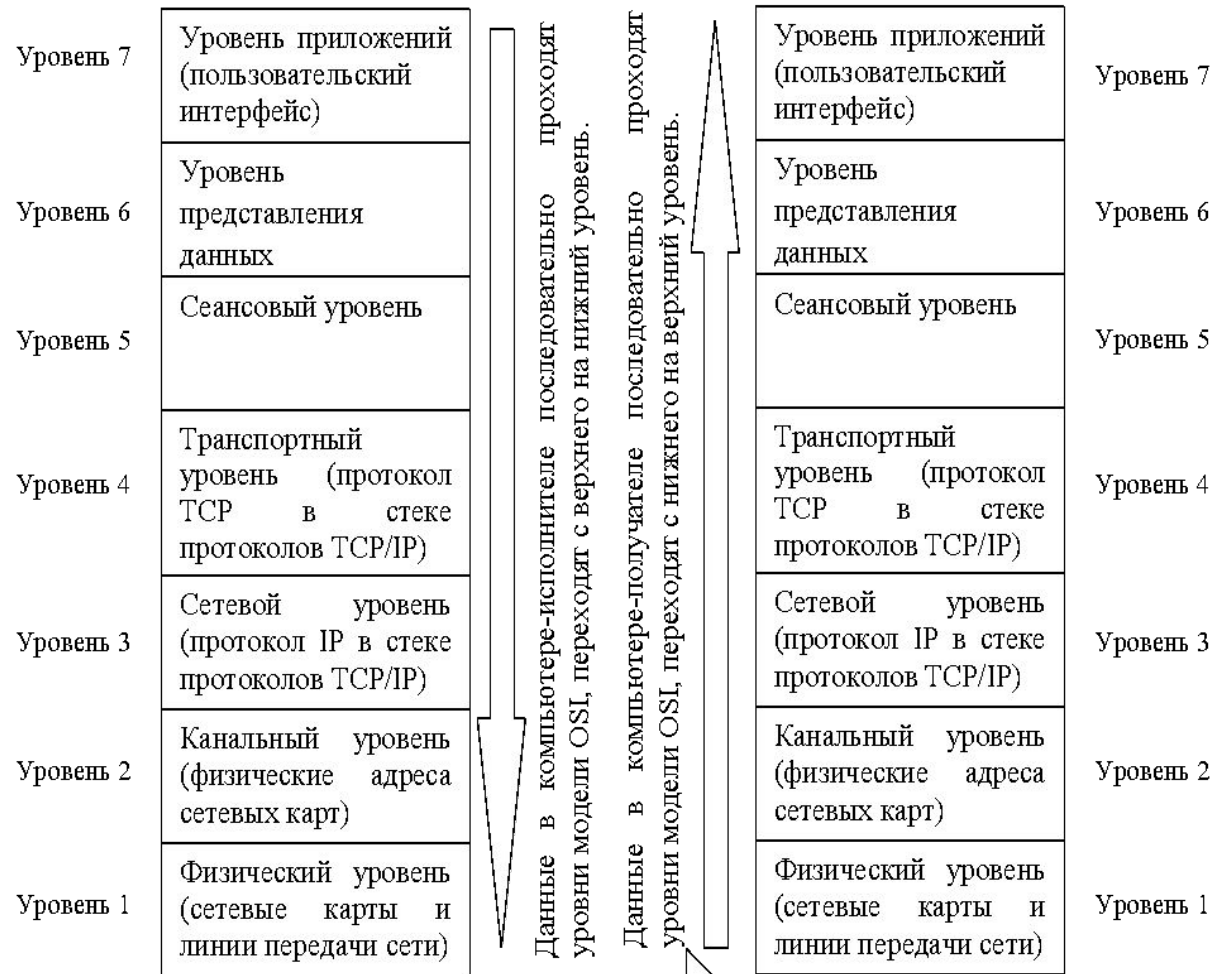 Уровень 7
Уровень приложений
(пользовательский
интерфейс)
Уровень 6
Уровень
представления
данных
Уровень 5
Сеансовый уровень
Уровень 4
Транспортный
уровень (протокол
TCP в стеке
протоколов TCP/IP)
Уровень 3
Сетевой уровень
(протокол IP в стеке
протоколов TCP/IP)
Уровень 2
Канальный уровень
(физические адреса
сетевых карт)
Уровень 1
Физический уровень
(сетевые карты и
линии передачи сети)
Данные в компьютере-исполнителе последовательно проходят
уровни модели OSI, переходят с верхнего на нижний уровень.
Данные в компьютере-получателе последовательно проходят
уровни модели OSI, переходят с нижнего на верхний уровень.
Уровень приложений
(пользовательский
интерфейс)
Уровень 7
Уровень
представления
данных
Уровень 6
Сеансовый уровень
Уровень 5
Транспортный
уровень (протокол
TCP в стеке
протоколов TCP/IP)
Уровень 4
Сетевой уровень
(протокол IP в стеке
протоколов TCP/IP)
Уровень 3
Канальный уровень
(физические адреса
сетевых карт)
Уровень 2
Физический уровень
(сетевые карты и
линии передачи сети)
Уровень 1